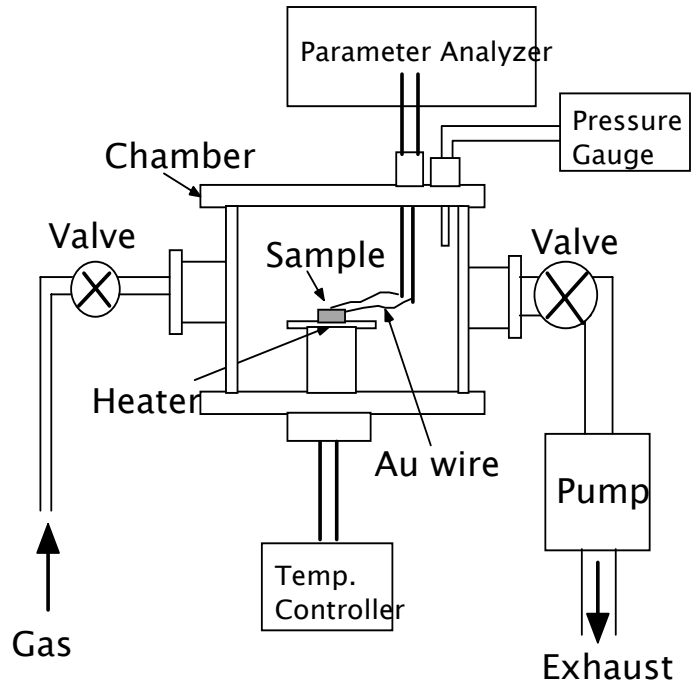 Parameter Analyzer
Pressure
Gauge
Chamber
Valve
Valve
Sample
Heater
Au wire
Pump
Temp.
Controller
Gas
Exhaust